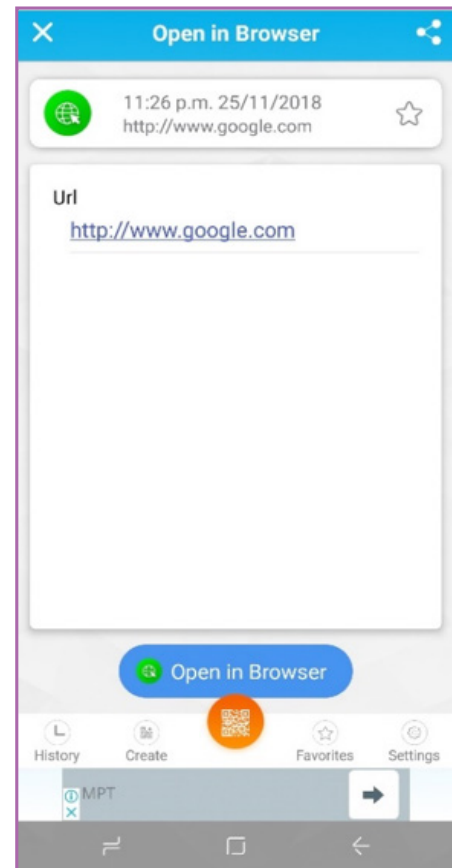 Open in Browser
11:26 p.m. 25/11/2018
http://www.google.com
Url
http://www.google.com
Open in Browser
History Create Favorites Settings
MPT